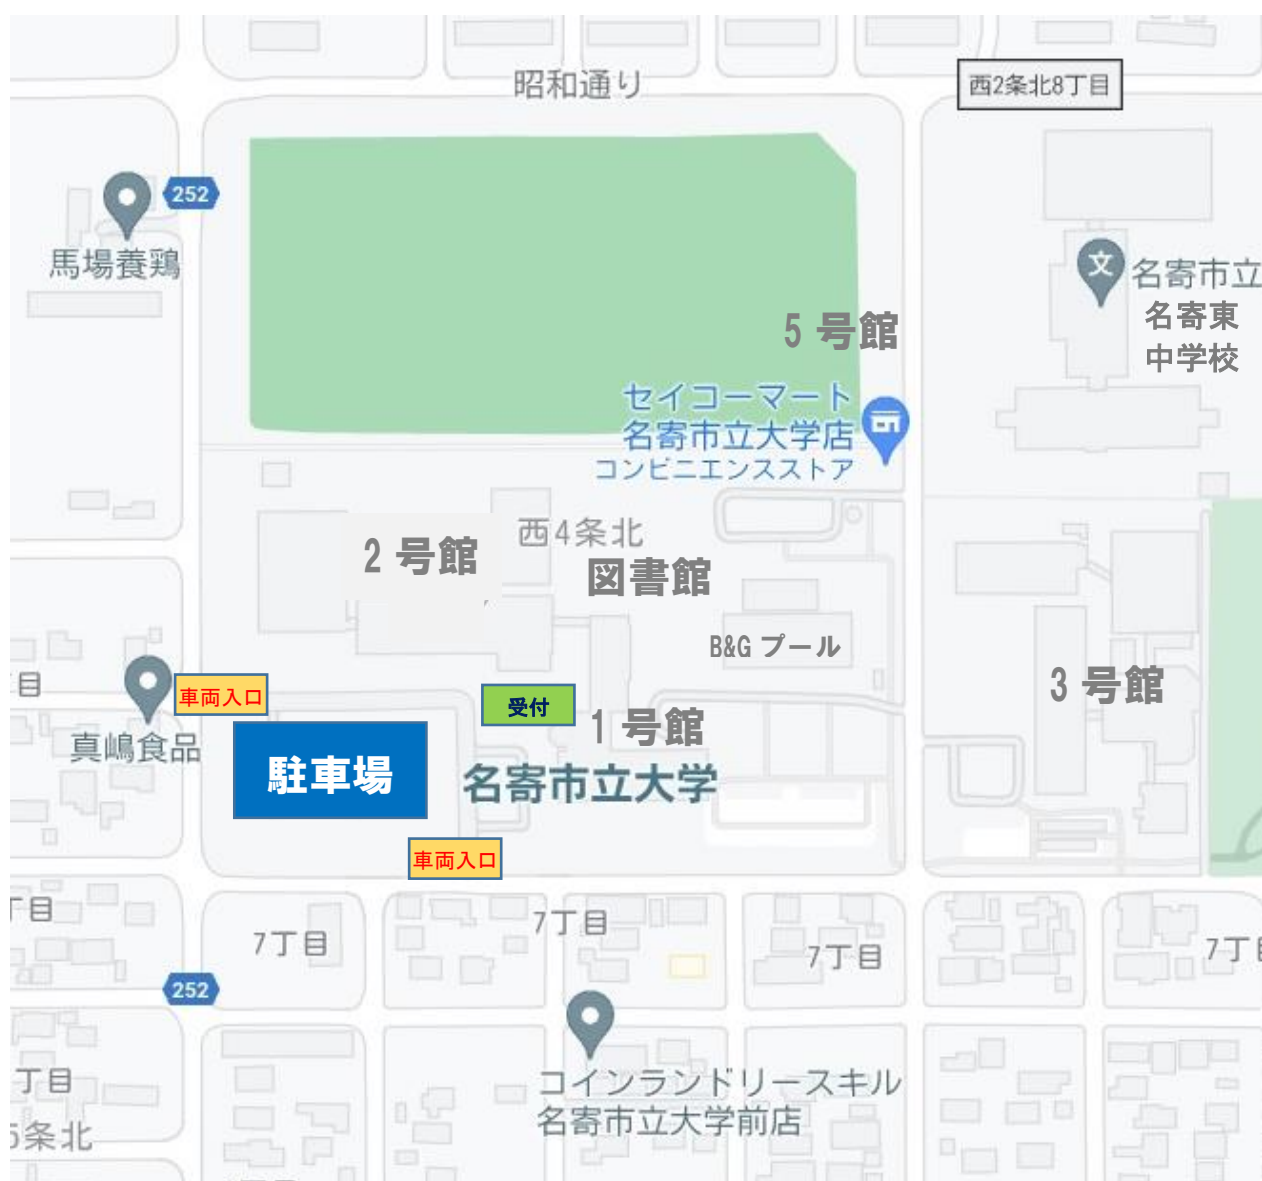 昭和通り
西2条北8丁目
252
馬場養鶏
名寄市立
名寄東
中学校
5 号館
セイコーマート
名寄市立大学店
コンビニエンスストア
西4条北
2 号館
図書館
B&G プール
3 号館
目
車両入口
受付
1 号館
真嶋食品
駐車場
名寄市立大学
車両入口
丁目
7丁目
7丁目
7丁目
7丁目
252
コインランドリースキル
名寄市立大学前店
丁目
条北
文